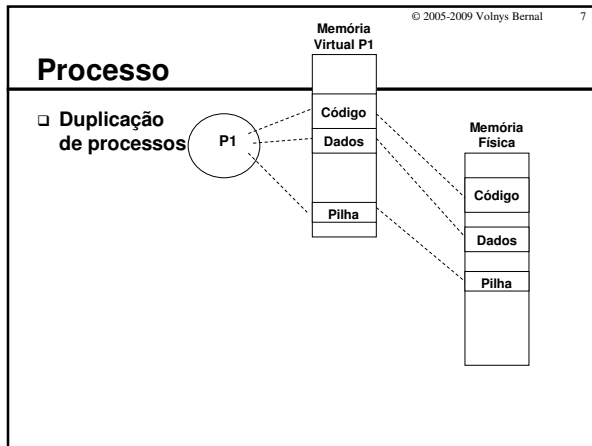 © 2005-2009 Volnys Bernal 7
Processo
❑ Duplicação
de processos
P1
Memória
Virtual P1
Código
Dados
Pilha
Memória
Física
Código
Dados
Pilha